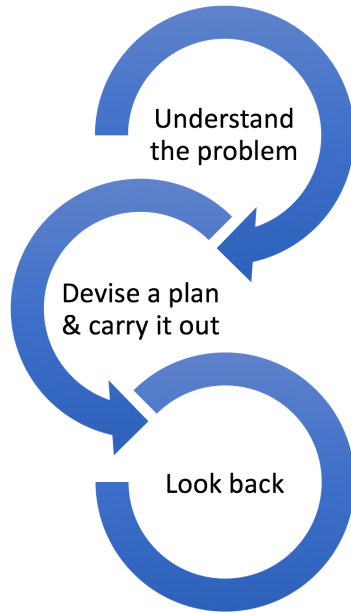 Understand
the problem
Devise a plan
& carry it out
Look back